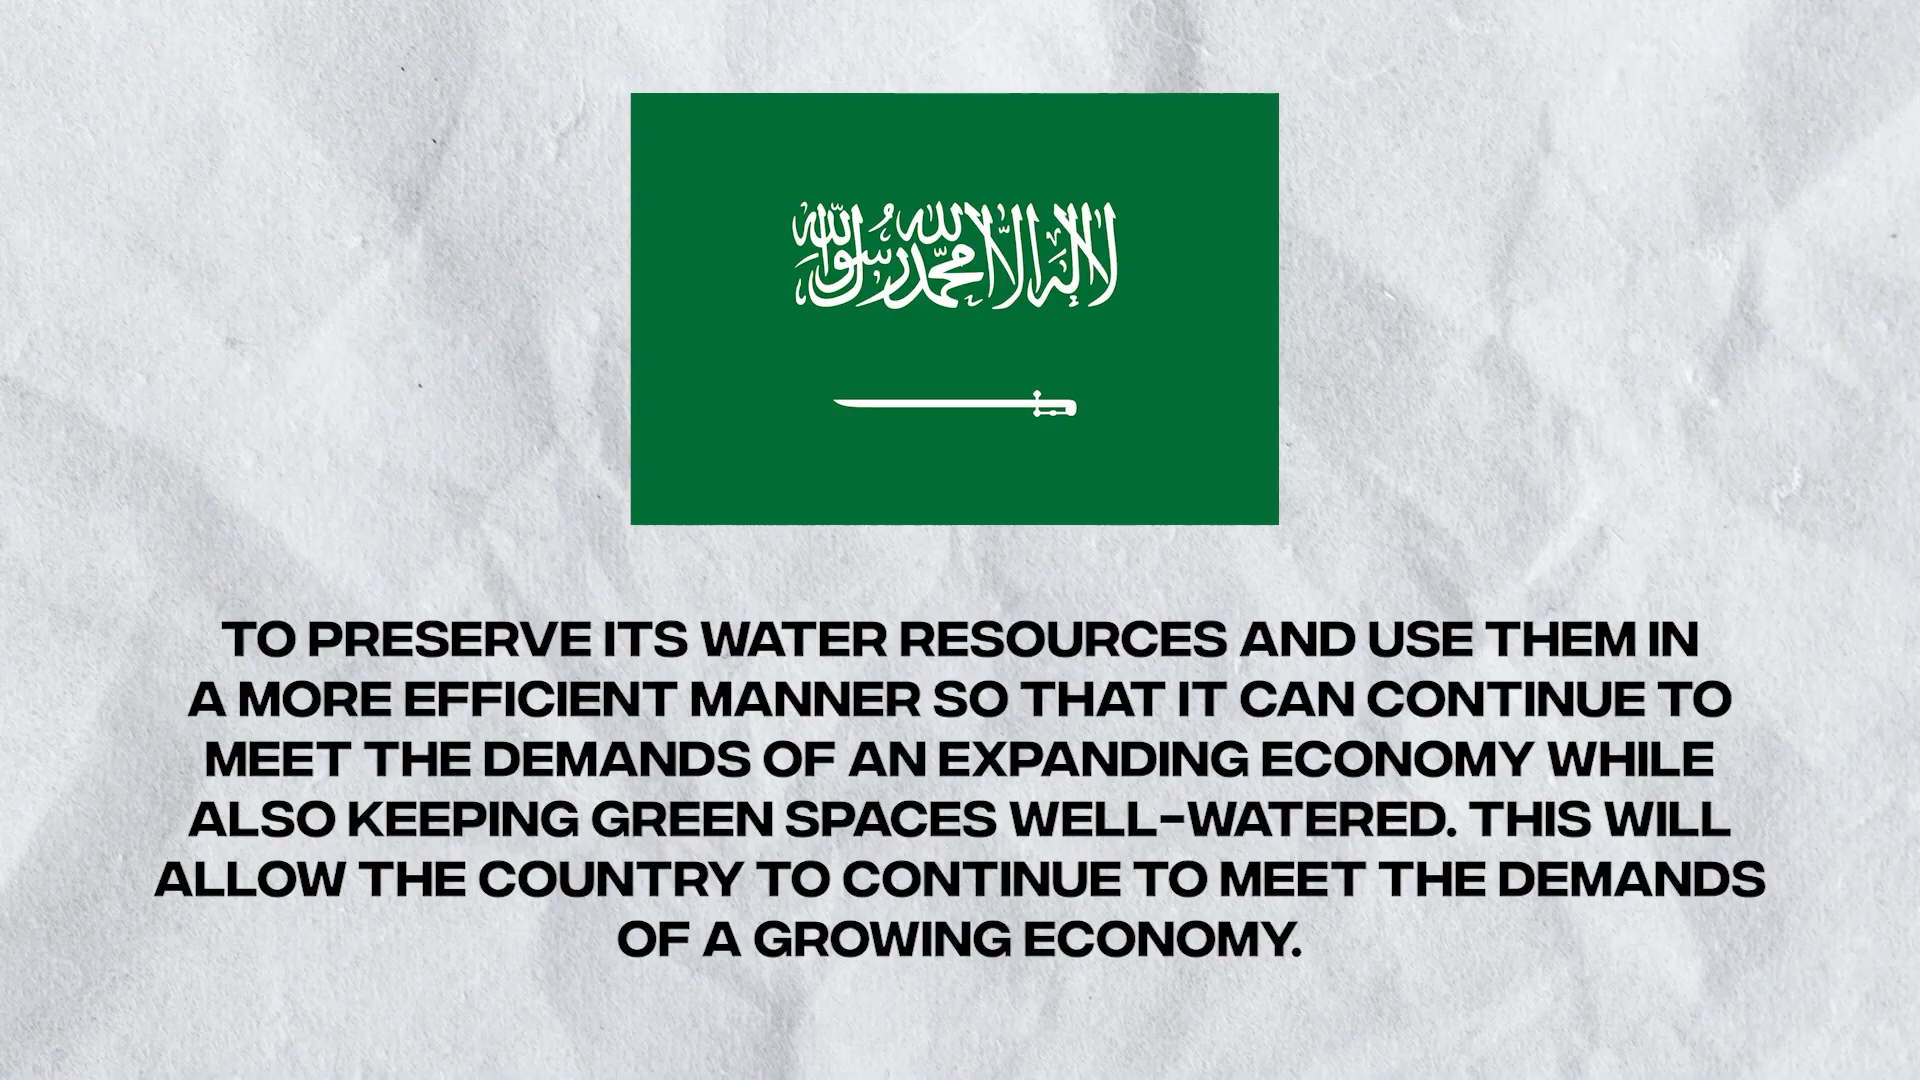 لا إله إلا الله محمد رسول الله
TO PRESERVE ITS WATER RESOURCES AND USE THEM IN
A MORE EFFICIENT MANNER SO THAT IT CAN CONTINUE TO
MEET THE DEMANDS OF AN EXPANDING ECONOMY WHILE
ALSO KEEPING GREEN SPACES WELL-WATERED. THIS WILL
ALLOW THE COUNTRY TO CONTINUE TO MEET THE DEMANDS
OF A GROWING ECONOMY.